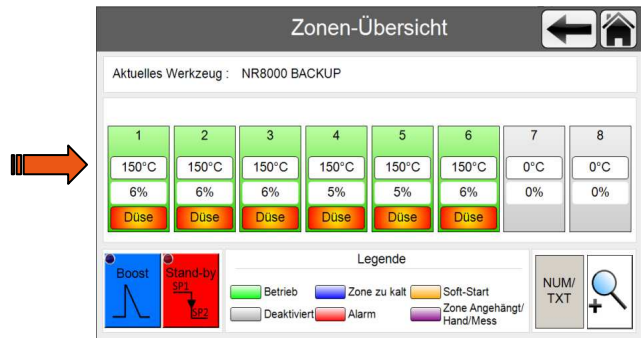 Zonen-Übersicht
Aktuelles Werkzeug : NR8000 BACKUP
1 2 3 4 5 6 7 8
150°C 150°C 150°C 150°C 150°C 150°C 0°C 0°C
6% 6% 6% 5% 5% 6% 0% 0%
Düse Düse Düse Düse Düse Düse
Boost
Stand-by
SP1
SP2
Legende
Betrieb Zone zu kalt Soft-Start
Deaktiviert Alarm Zone Angehängt/
Hand/Mess
NUM/
TXT
+